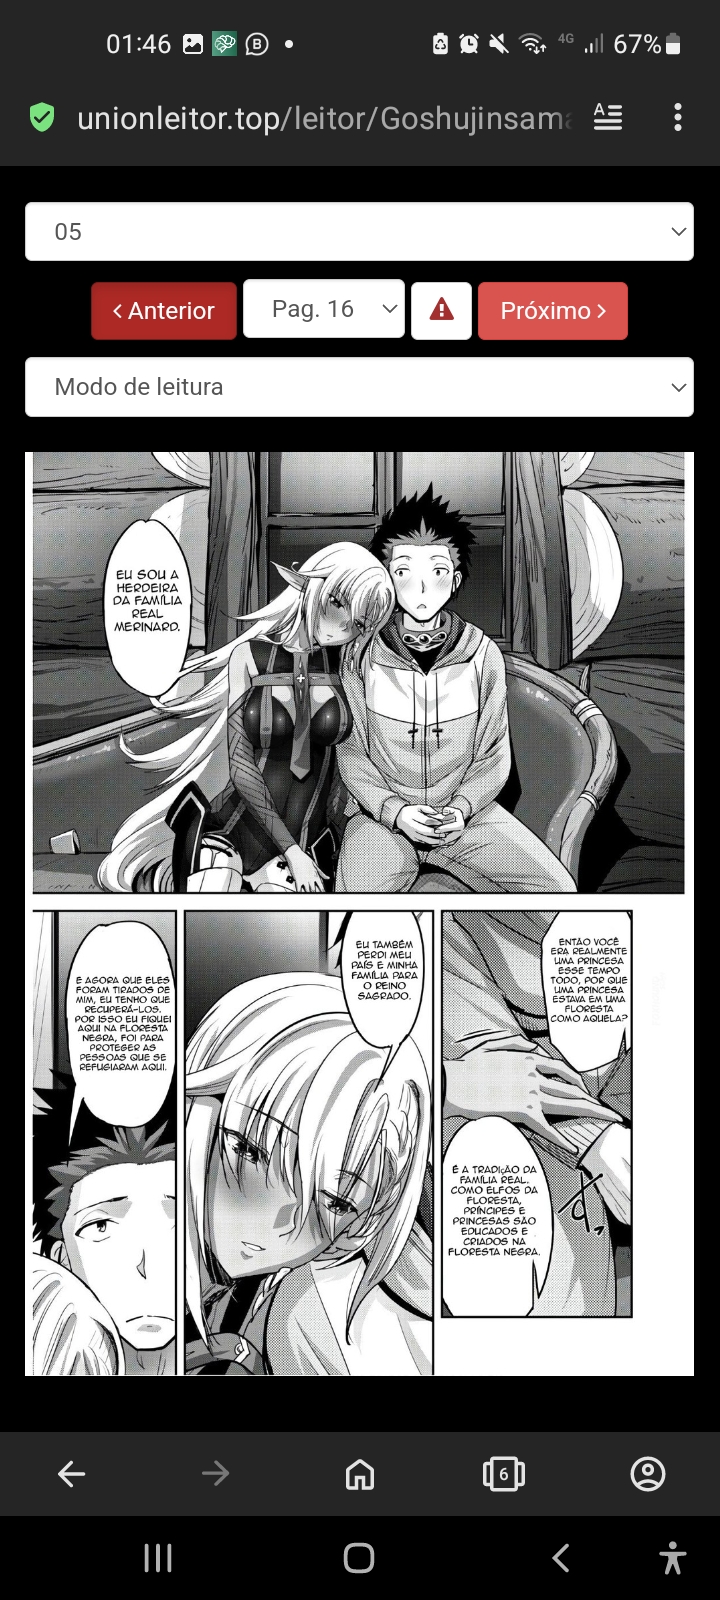 01:46
4G
67%
unionleitor.top/leitor/Goshujinsama
05
Anterior
Pag. 16
Próximo
Modo de leitura
EU SOU A
HERDEIRA
DA FAMÍLIA
REAL
MERINARD.
ENTÃO VOCÊ
ERA REALMENTE
UMA PRINCESA
ESSE TEMPO
TODO, POR QUE
UMA PRINCESA
ESTAVA EM UMA
FLORESTA
COMO AQUELA?
É A TRADIÇÃO DA
FAMÍLIA REAL.
COMO ELFOS DA
FLORESTA,
PRÍNCIPES E
PRINCESAS SÃO
EDUCADOS E
CRIADOS NA
FLORESTA NEGRA.
EU TAMBÉM
PERDI MEU
PAÍS E MINHA
FAMÍLIA PARA
O REINO
SAGRADO.
E AGORA QUE ELES
FORAM TIRADOS DE
MIM, EU TENHO QUE
RECUPERÁ-LOS.
POR ISSO EU FIQUEI
AQUI NA FLORESTA
NEGRA, FOI PARA
PROTEGER AS
PESSOAS QUE SE
REFUGIARAM AQUI.
6